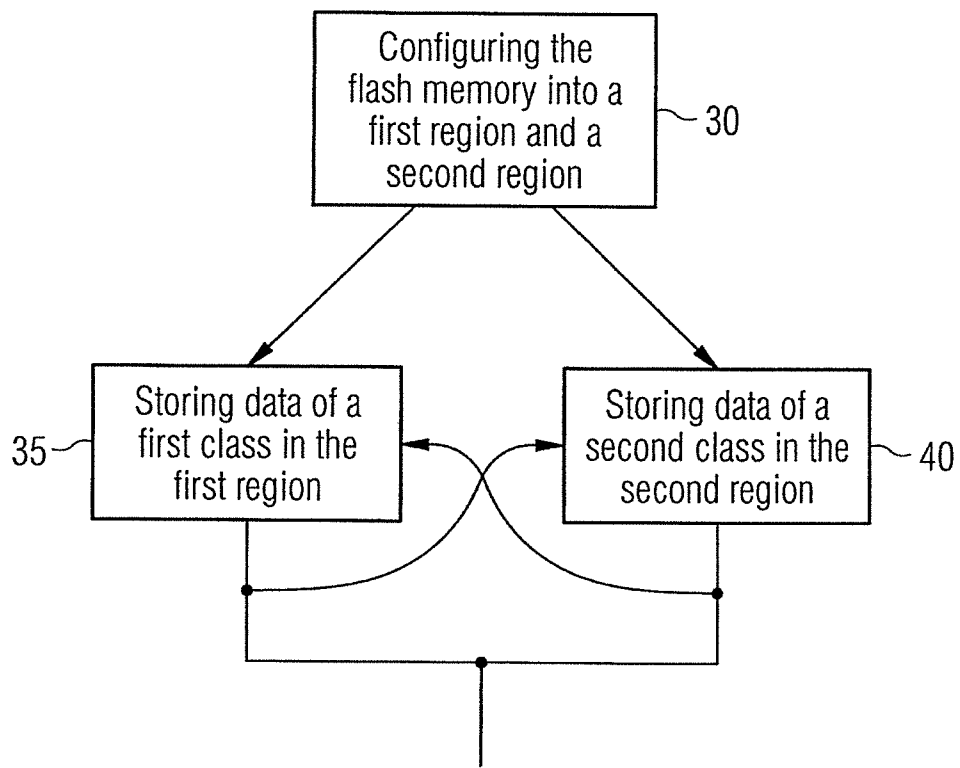 Configuring the
flash memory into a
first region and a
second region
30
Storing data of a
first class in the
first region
35
Storing data of a
second class in the
second region
40